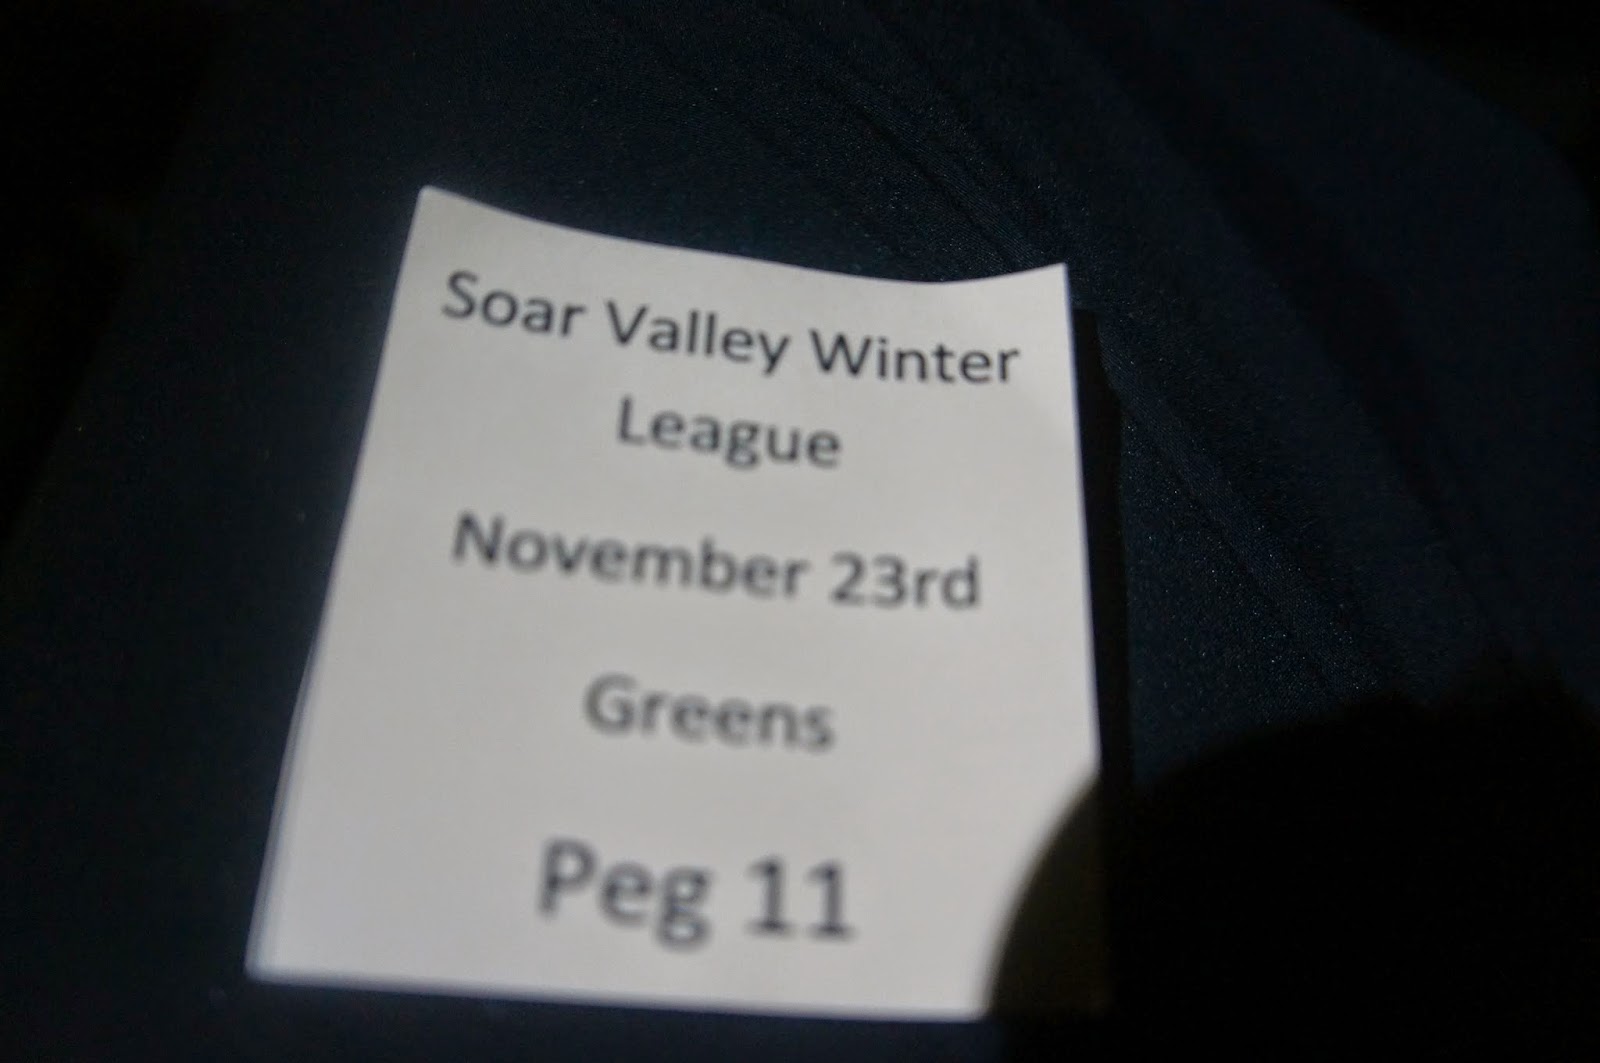 Soar Valley Winter
League
November 23rd
Greens
Peg 11